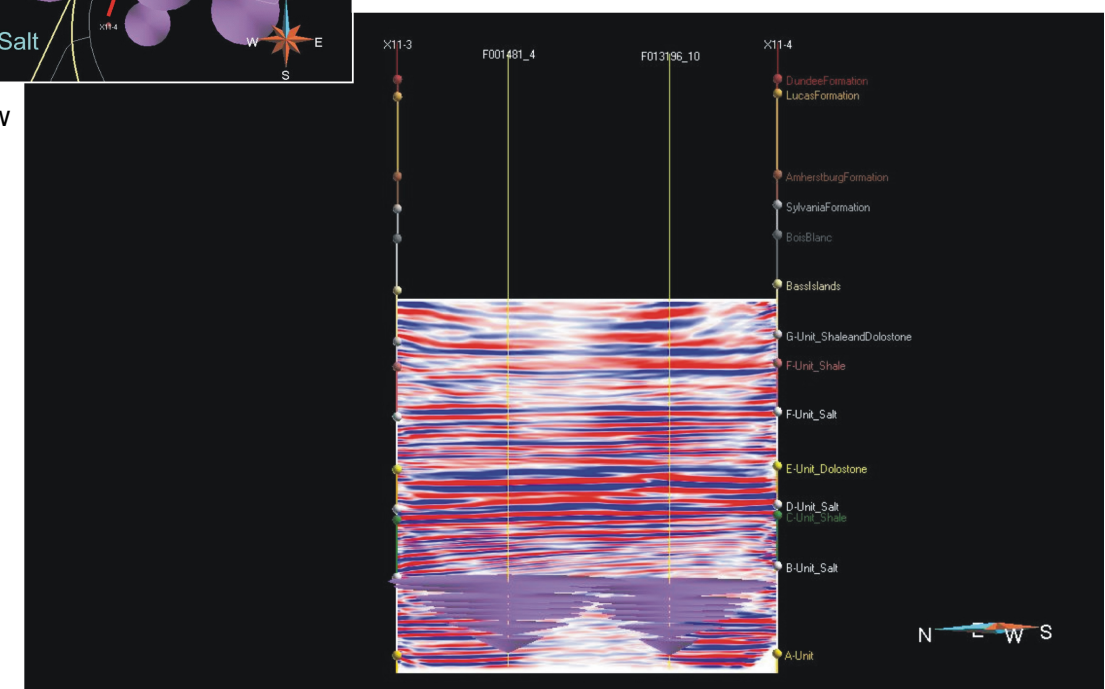 X11-4
Salt
W
E
S
X11-3
F001481_4
F013196_10
X11-4
DundeeFormation
LucasFormation
AmherstburgFormation
SylvaniaFormation
BoisBlanc
BassIslands
G-Unit_ShaleandDolostone
F-Unit_Shale
F-Unit_Salt
E-Unit_Dolostone
D-Unit_Salt
C-Unit_Shale
B-Unit_Salt
A-Unit
N
E
W
S